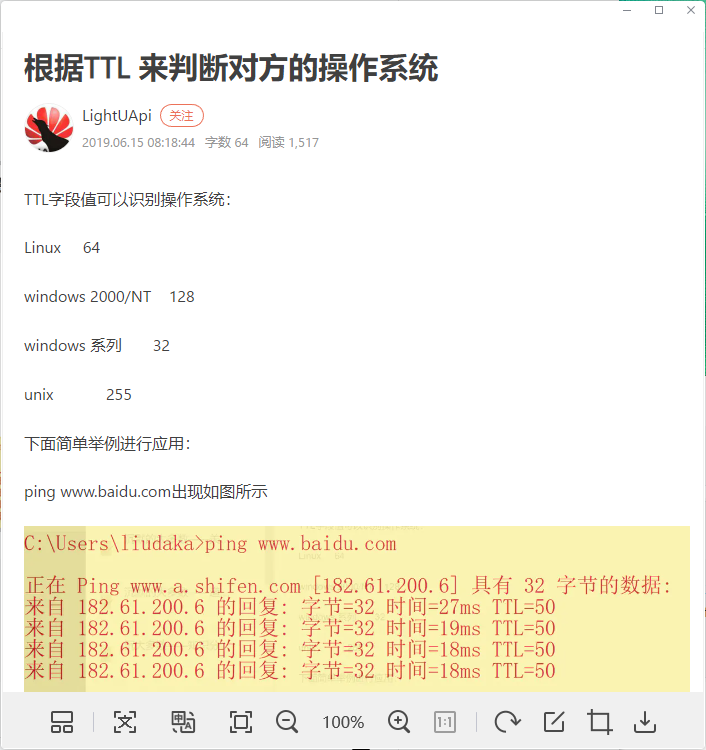 根据TTL 来判断对方的操作系统
LightUApi 关注
2019.06.15 08:18:44 字数 64 阅读 1,517
TTL字段值可以识别操作系统：
Linux 64
windows 2000/NT 128
windows 系列 32
unix 255
下面简单举例进行应用：
ping www.baidu.com出现如图所示
C:\Users\liudaka>ping www.baidu.com
正在 Ping www.a.shifen.com [182.61.200.6] 具有 32 字节的数据:
来自 182.61.200.6 的回复: 字节=32 时间=27ms TTL=50
来自 182.61.200.6 的回复: 字节=32 时间=19ms TTL=50
来自 182.61.200.6 的回复: 字节=32 时间=18ms TTL=50
来自 182.61.200.6 的回复: 字节=32 时间=18ms TTL=50
100% 1:1